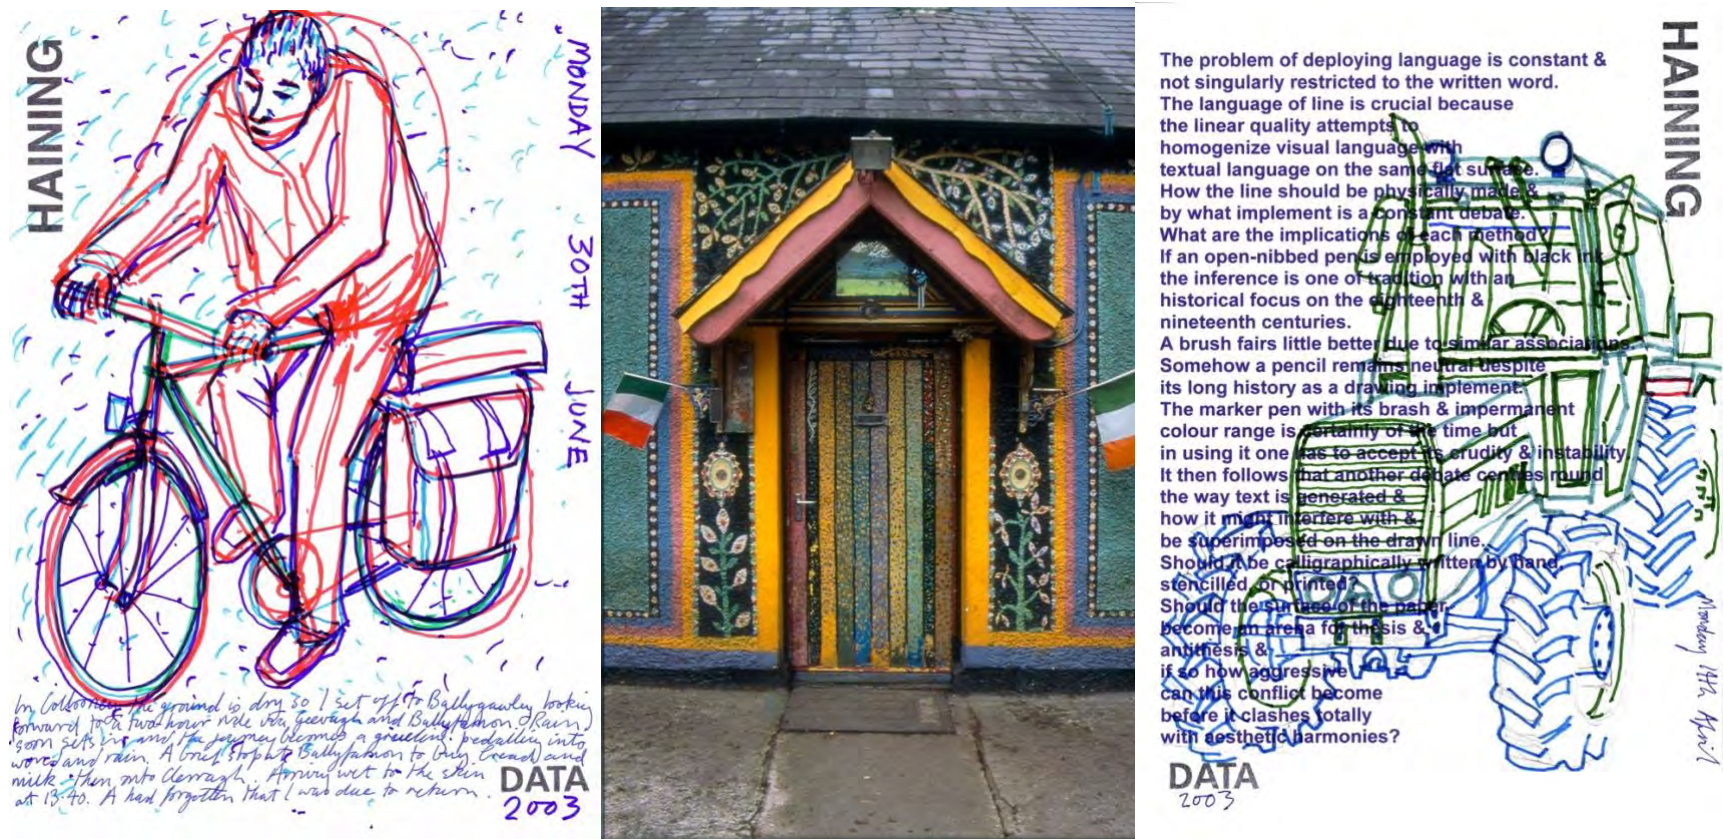 HAINING
MONDAY 30TH JUNE
In Collooney the ground is dry so I set off to Ballygawley looking
forward to a two hour ride via Geevagh and Ballyfarnon. Rain
soon sets in and the journey becomes a gruelling pedalling into
and rain. A brief stop at Ballyfarnon to buy bread and
milk then onto Clerragh. Arriving wet to the skin
at 13.40. A had forgotten that I was due to return.
DATA
2003
HAINING
The problem of deploying language is constant &
not singularly restricted to the written word.
The language of line is crucial because
the linear quality attempts to
homogenize visual language with
textual language on the same flat surface.
How the line should be physically made &
by what implement is a constant debate.
What are the implications of each method?
If an open-nibbed pen is employed with black ink
the inference is one of tradition with an
historical focus on the eighteenth &
nineteenth centuries.
A brush fairs little better due to similar associations.
Somehow a pencil remains neutral despite
its long history as a drawing implement.
The marker pen with its brash & impermanent
colour range is certainly of the time but
in using it one has to accept its crudity & instability.
It then follows that another debate centres round
the way text is generated &
how it might interfere with &
be superimposed on the drawn line.
Should it be calligraphically written by hand,
stencilled, or printed?
Should the surface of the paper
become an arena for thesis &
antithesis &
if so how aggressive
can this conflict become
before it clashes totally
with aesthetic harmonies?
Monday 14th April
DATA
2003